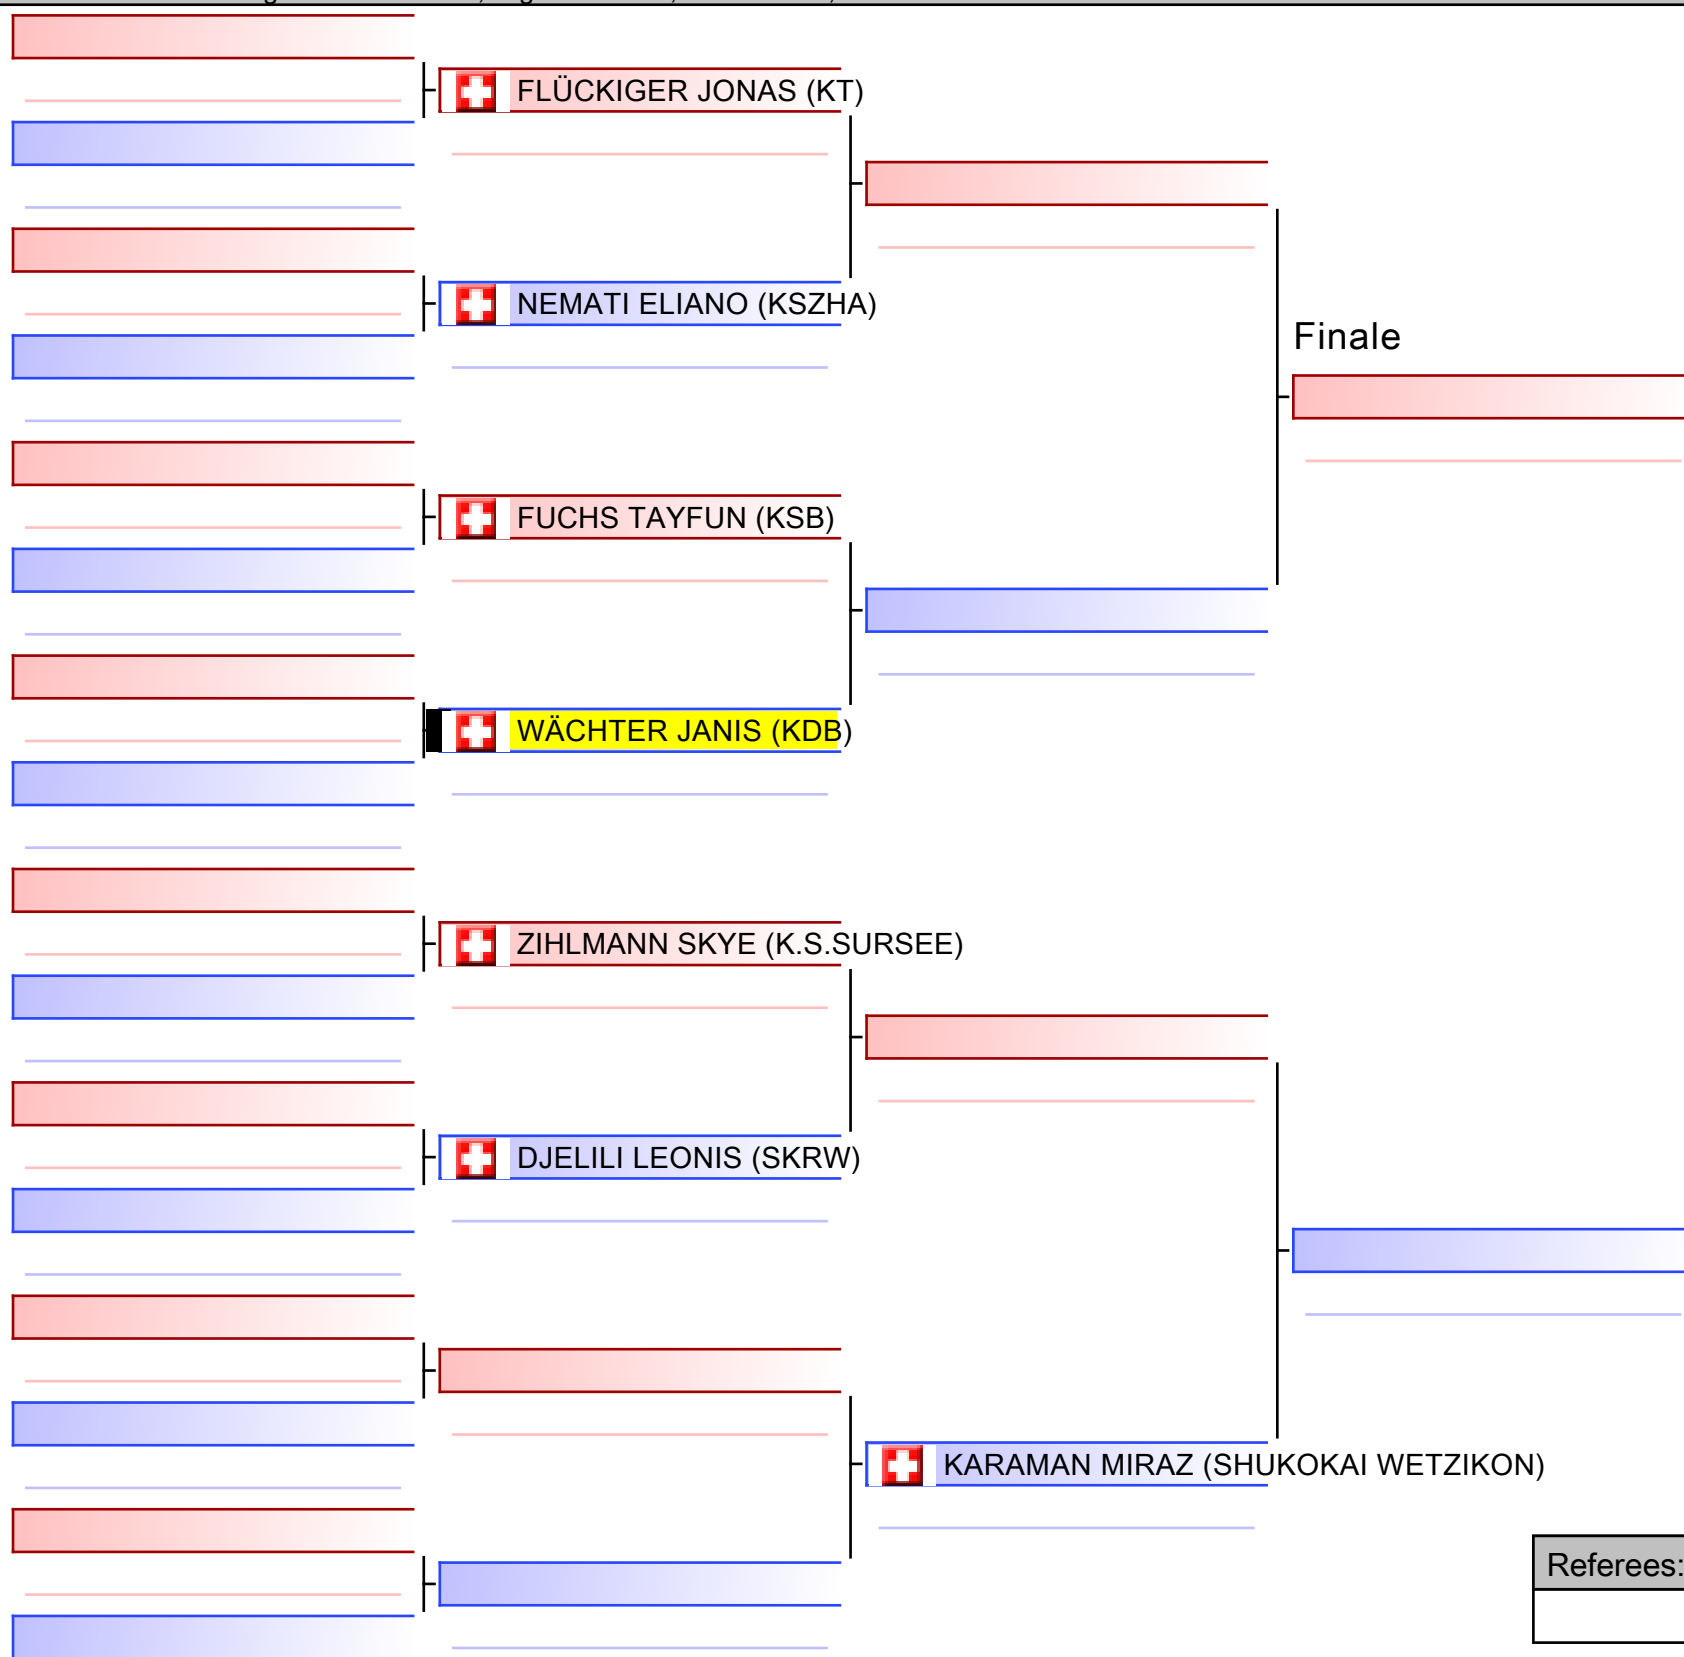 FLÜCKIGER JONAS (KT)
NEMATI ELIANO (KSZHA)
Finale
FUCHS TAYFUN (KSB)
WÄCHTER JANIS (KDB)
ZIHLMANN SKYE (K.S.SURSEE)
DJELILI LEONIS (SKRW)
KARAMAN MIRAZ (SHUKOKAI WETZIKON)
Referees: